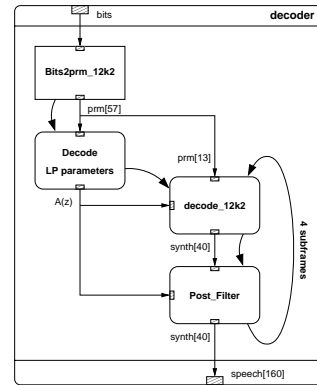 bits
decoder
Bits2prm_12k2
prm[57]
Decode
LP parameters
prm[13]
A(z)
decode_12k2
4 subframes
synth[40]
Post_Filter
synth[40]
speech[160]